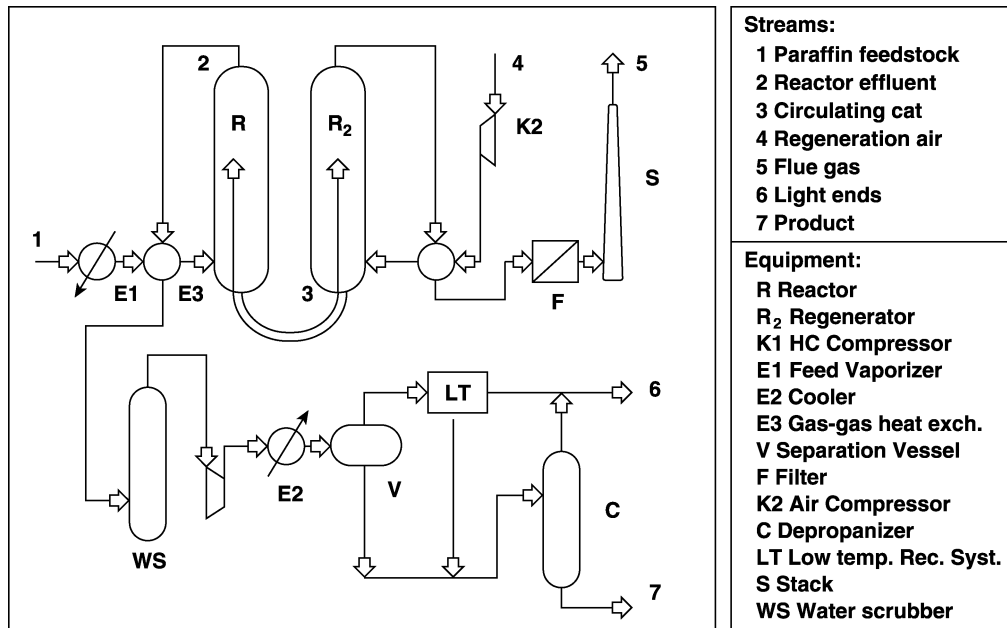 2
4
5
R
R2
K2
S
1
E1
E3
3
F
LT
6
E2
V
C
WS
7
Streams:
1 Paraffin feedstock
2 Reactor effluent
3 Circulating cat
4 Regeneration air
5 Flue gas
6 Light ends
7 Product
Equipment:
R Reactor
R2 Regenerator
K1 HC Compressor
E1 Feed Vaporizer
E2 Cooler
E3 Gas-gas heat exch.
V Separation Vessel
F Filter
K2 Air Compressor
C Depropanizer
LT Low temp. Rec. Syst.
S Stack
WS Water scrubber